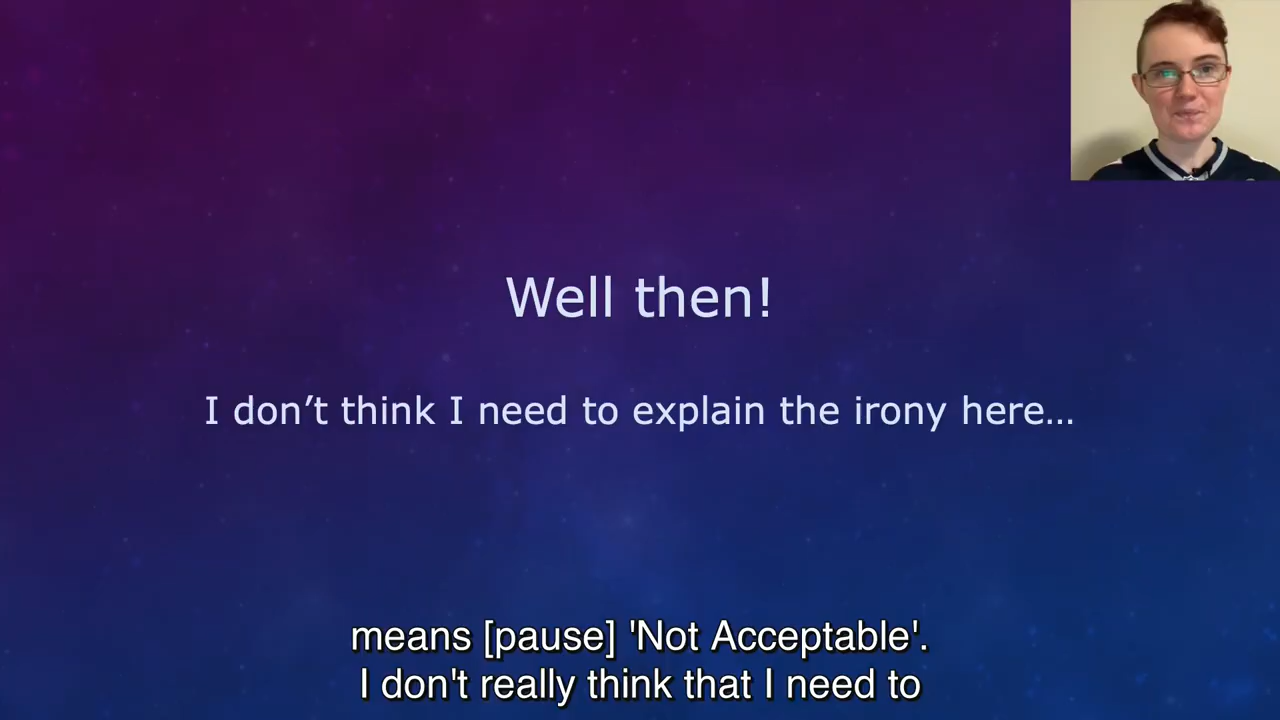 Well then!
I don’t think I need to explain the irony here…
means [pause] 'Not Acceptable'.
I don't really think that I need to